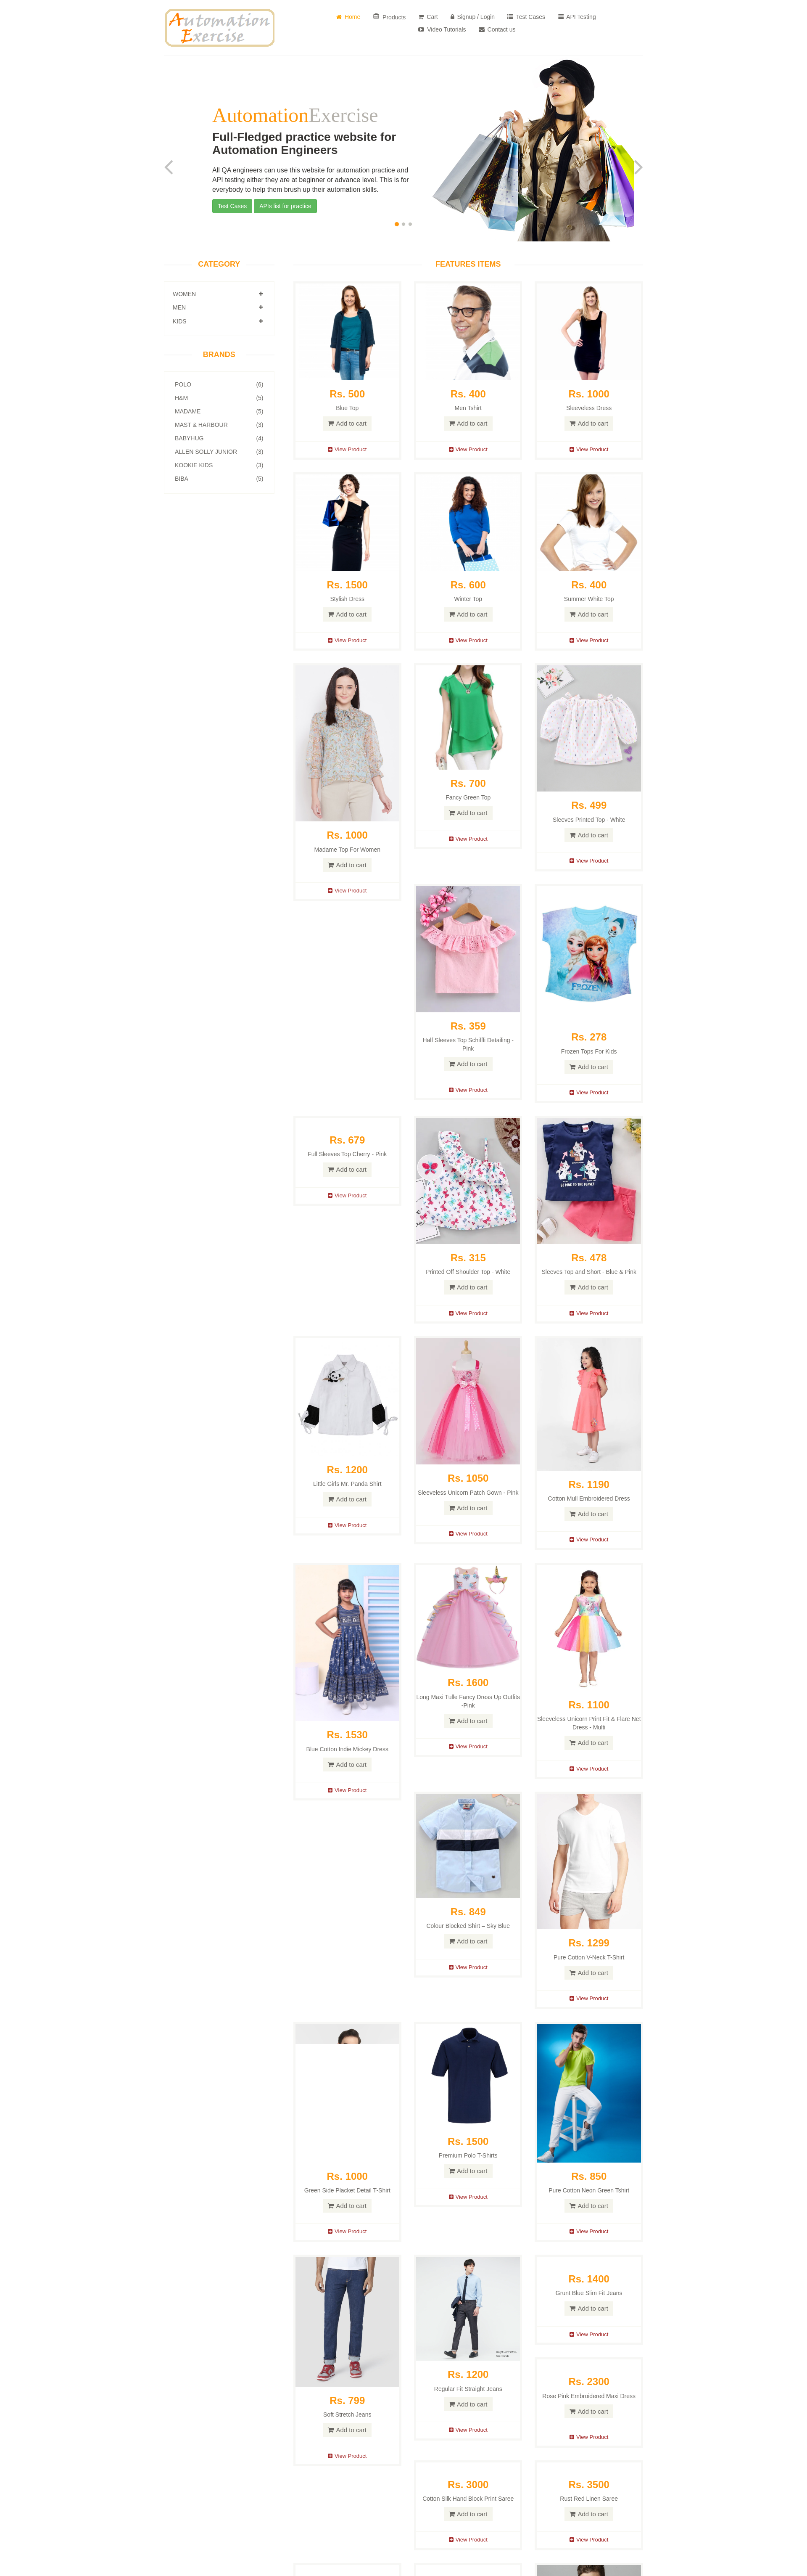 Automation
Exercise
Home
Products
Cart
Signup / Login
Test Cases
API Testing
Video Tutorials
Contact us
AutomationExercise
Full-Fledged practice website for
Automation Engineers
All QA engineers can use this website for automation practice and
API testing either they are at beginner or advance level. This is for
everybody to help them brush up their automation skills.
Test Cases
APIs list for practice
CATEGORY
WOMEN
MEN
KIDS
BRANDS
POLO (6)
H&M (5)
MADAME (5)
MAST & HARBOUR (3)
BABYHUG (4)
ALLEN SOLLY JUNIOR (3)
KOOKIE KIDS (3)
BIBA (5)
FEATURES ITEMS
Rs. 500
Blue Top
Add to cart
View Product
Rs. 400
Men Tshirt
Add to cart
View Product
Rs. 1000
Sleeveless Dress
Add to cart
View Product
Rs. 1500
Stylish Dress
Add to cart
View Product
Rs. 600
Winter Top
Add to cart
View Product
Rs. 400
Summer White Top
Add to cart
View Product
Rs. 1000
Madame Top For Women
Add to cart
View Product
Rs. 700
Fancy Green Top
Add to cart
View Product
Rs. 499
Sleeves Printed Top - White
Add to cart
View Product
Rs. 359
Half Sleeves Top Schiffli Detailing -
Pink
Add to cart
View Product
FROZEN
Rs. 278
Frozen Tops For Kids
Add to cart
View Product
Rs. 679
Full Sleeves Top Cherry - Pink
Add to cart
View Product
Rs. 315
Printed Off Shoulder Top - White
Add to cart
View Product
Rs. 478
Sleeves Top and Short - Blue & Pink
Add to cart
View Product
Rs. 1200
Little Girls Mr. Panda Shirt
Add to cart
View Product
Rs. 1050
Sleeveless Unicorn Patch Gown - Pink
Add to cart
View Product
Rs. 1190
Cotton Mull Embroidered Dress
Add to cart
View Product
Rs. 1530
Blue Cotton Indie Mickey Dress
Add to cart
View Product
Rs. 1600
Long Maxi Tulle Fancy Dress Up Outfits
-Pink
Add to cart
View Product
Rs. 1100
Sleeveless Unicorn Print Fit & Flare Net
Dress - Multi
Add to cart
View Product
Rs. 849
Colour Blocked Shirt – Sky Blue
Add to cart
View Product
Rs. 1299
Pure Cotton V-Neck T-Shirt
Add to cart
View Product
Rs. 1000
Green Side Placket Detail T-Shirt
Add to cart
View Product
Rs. 1500
Premium Polo T-Shirts
Add to cart
View Product
Rs. 850
Pure Cotton Neon Green Tshirt
Add to cart
View Product
Rs. 799
Soft Stretch Jeans
Add to cart
View Product
Rs. 1200
Regular Fit Straight Jeans
Add to cart
View Product
Rs. 1400
Grunt Blue Slim Fit Jeans
Add to cart
View Product
Rs. 2300
Rose Pink Embroidered Maxi Dress
Add to cart
View Product
Rs. 3000
Cotton Silk Hand Block Print Saree
Add to cart
View Product
Rs. 3500
Rust Red Linen Saree
Add to cart
View Product